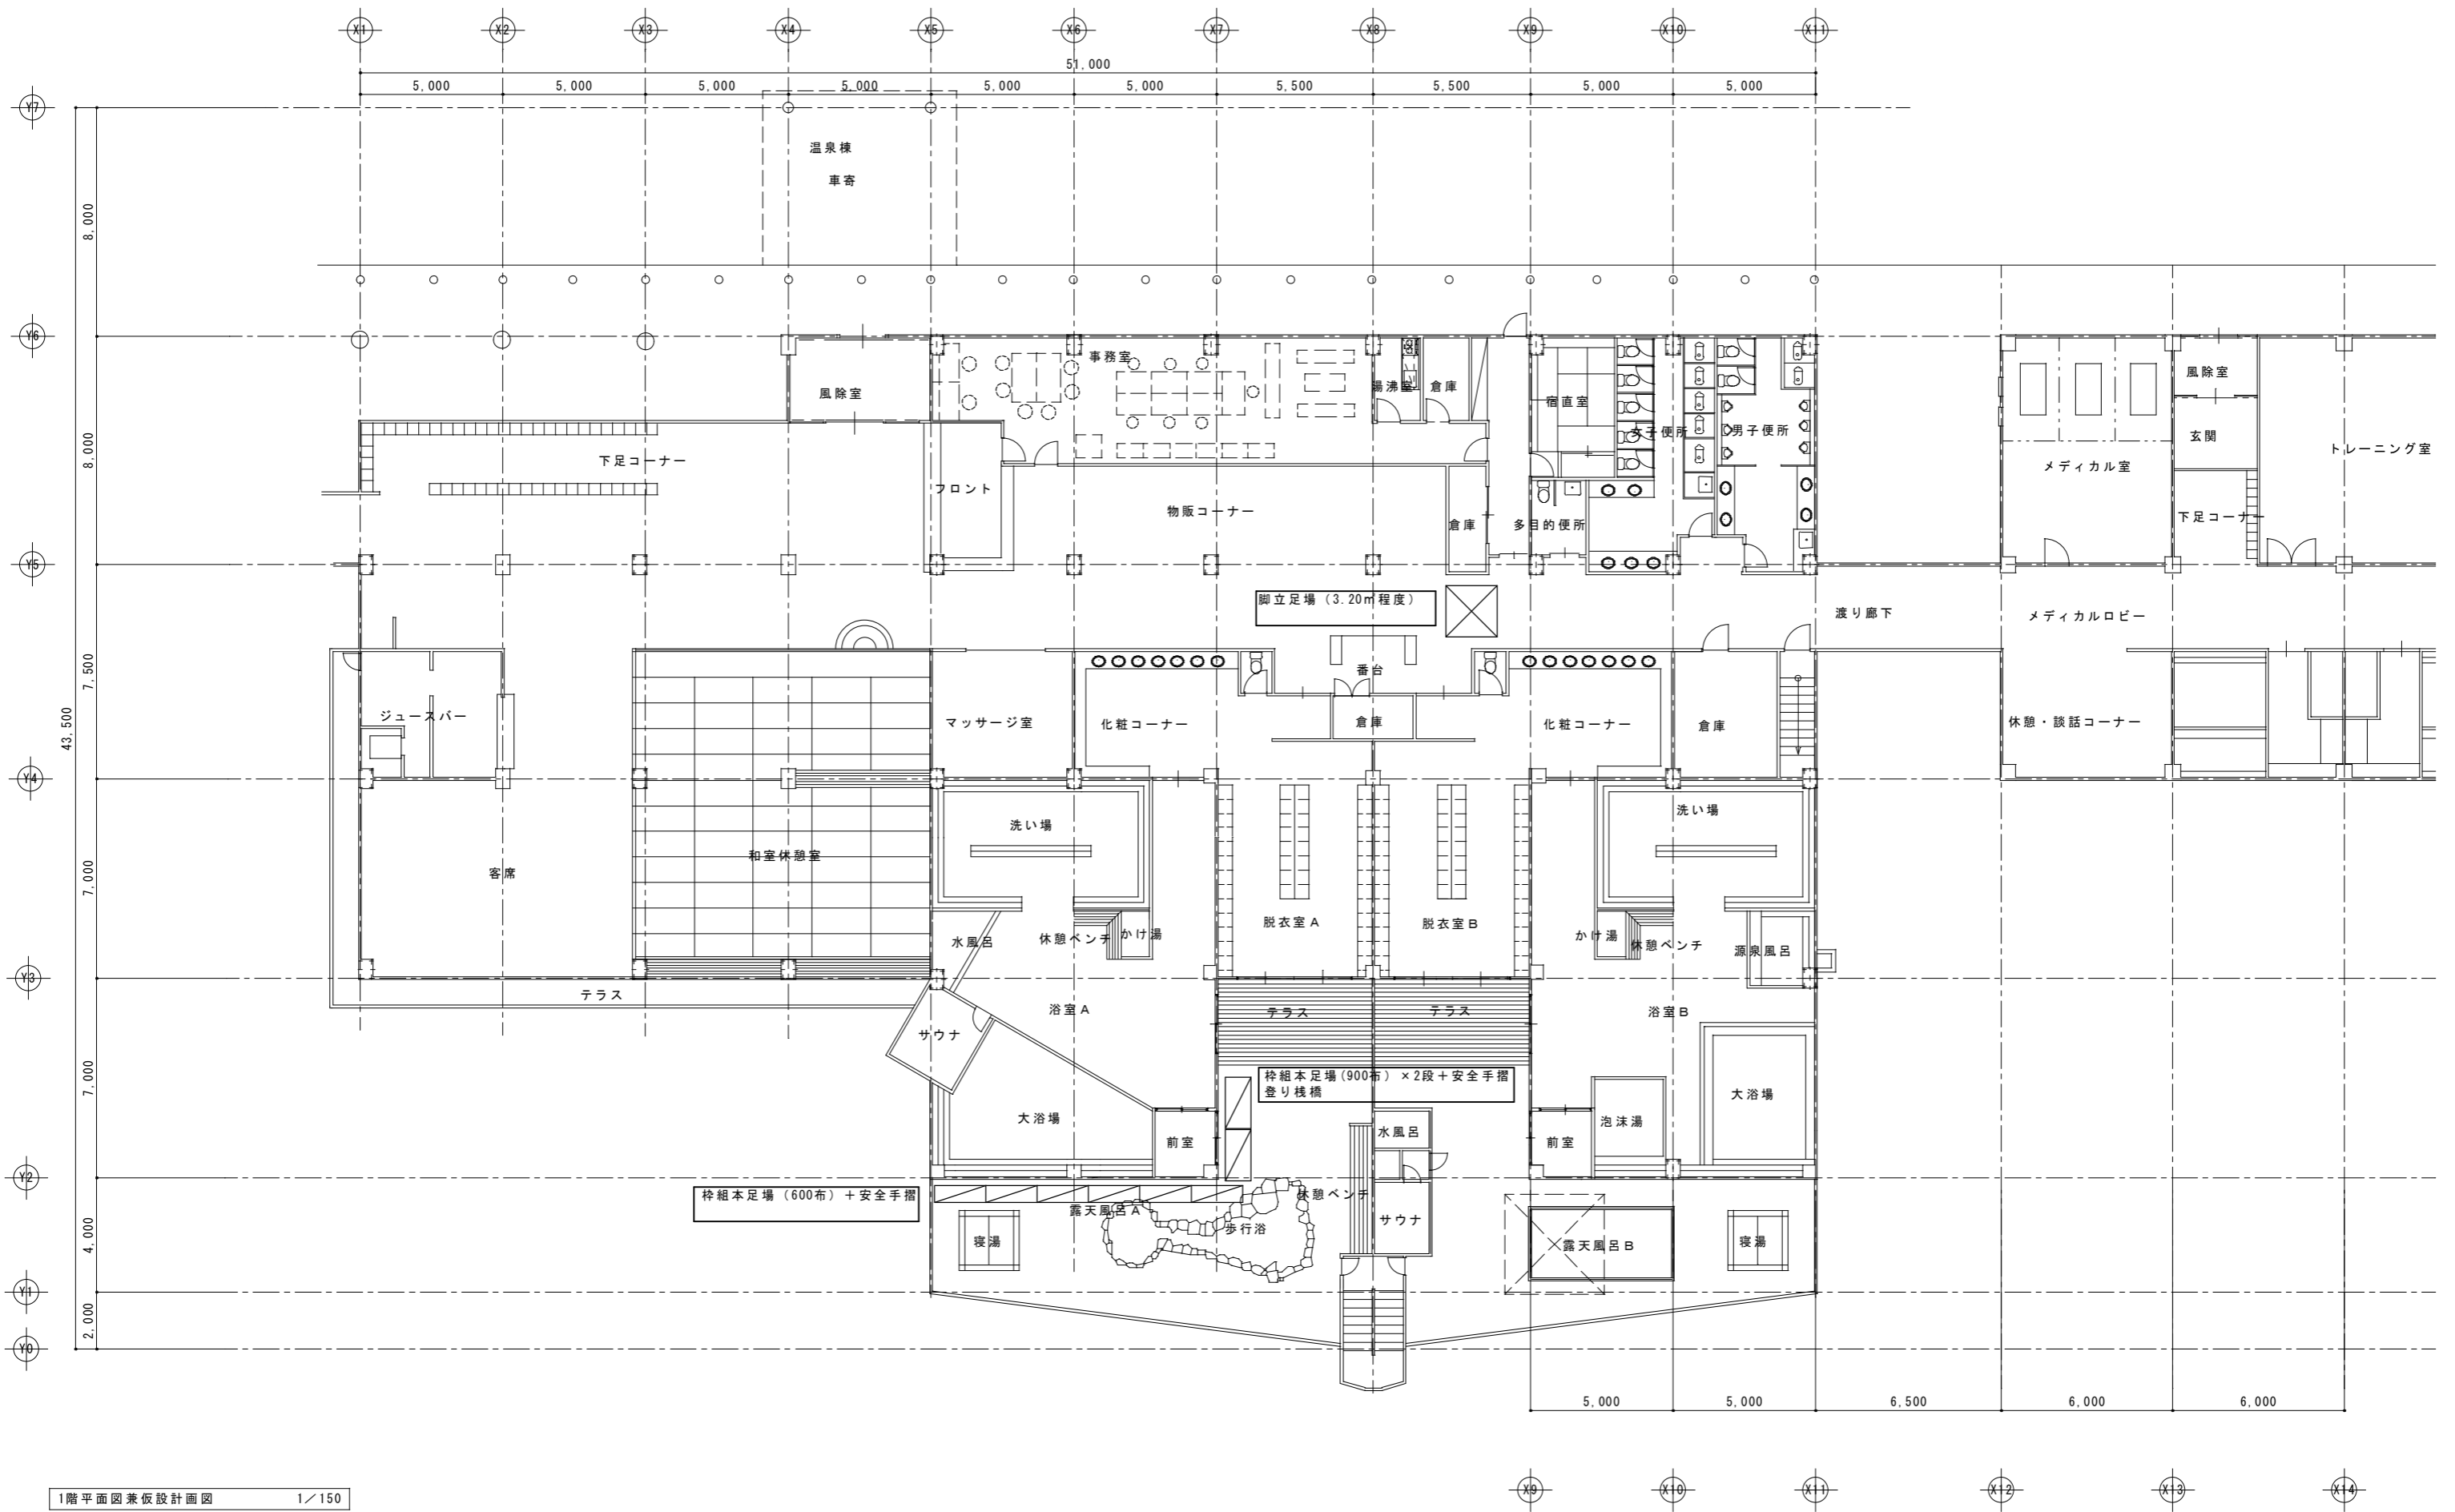 X1 X2 X3 X4 X5 X6 X7 X8 X9 X10 X11
51,000
5,000 5,000 5,000 5,000 5,000 5,000 5,500 5,500 5,000 5,000
Y7
温泉棟
車寄
8,000
Y6
事務室
風除室
湯沸室
倉庫
宿直室
女子便所
男子便所
風除室
玄関
メディカル室
トレーニング室
8,000
下足コーナー
フロント
物販コーナー
倉庫
多目的便所
下足コーナー
Y5
脚立足場（3.20㎡程度）
渡り廊下
メディカルロビー
7,500
43,500
番台
ジュースバー
マッサージ室
化粧コーナー
倉庫
化粧コーナー
倉庫
休憩・談話コーナー
Y4
洗い場
洗い場
7,000
客席
和室休憩室
脱衣室A
脱衣室B
水風呂
休憩ベンチ
かけ湯
かけ湯
休憩ベンチ
源泉風呂
Y3
テラス
浴室A
テラス
テラス
浴室B
サウナ
7,000
枠組本足場(900布）×2段＋安全手摺
登り桟橋
大浴場
前室
水風呂
前室
泡沫湯
大浴場
Y2
枠組本足場（600布）＋安全手摺
休憩ベンチ
露天風呂A
歩行浴
サウナ
4,000
寝湯
露天風呂B
寝湯
Y1
2,000
Y0
5,000 5,000 6,500 6,000 6,000
X9 X10 X11 X12 X13 X14
1階平面図兼仮設計画図 1／150